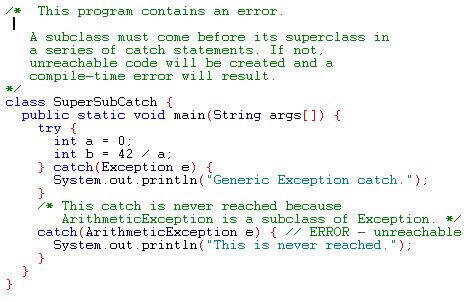 /*  This program contains an error.

   A subclass must come before its superclass in
   a series of catch statements. If not,
   unreachable code will be created and a
   compile-time error will result.
*/
class SuperSubCatch {
  public static void main(String args[]) {
    try {
      int a = 0;
      int b = 42 / a;
    } catch(Exception e) {
      System.out.println("Generic Exception catch.");
    }
    /* This catch is never reached because
       ArithmeticException is a subclass of Exception. */
    catch(ArithmeticException e) { // ERROR - unreachable
      System.out.println("This is never reached.");
    }
  }
}